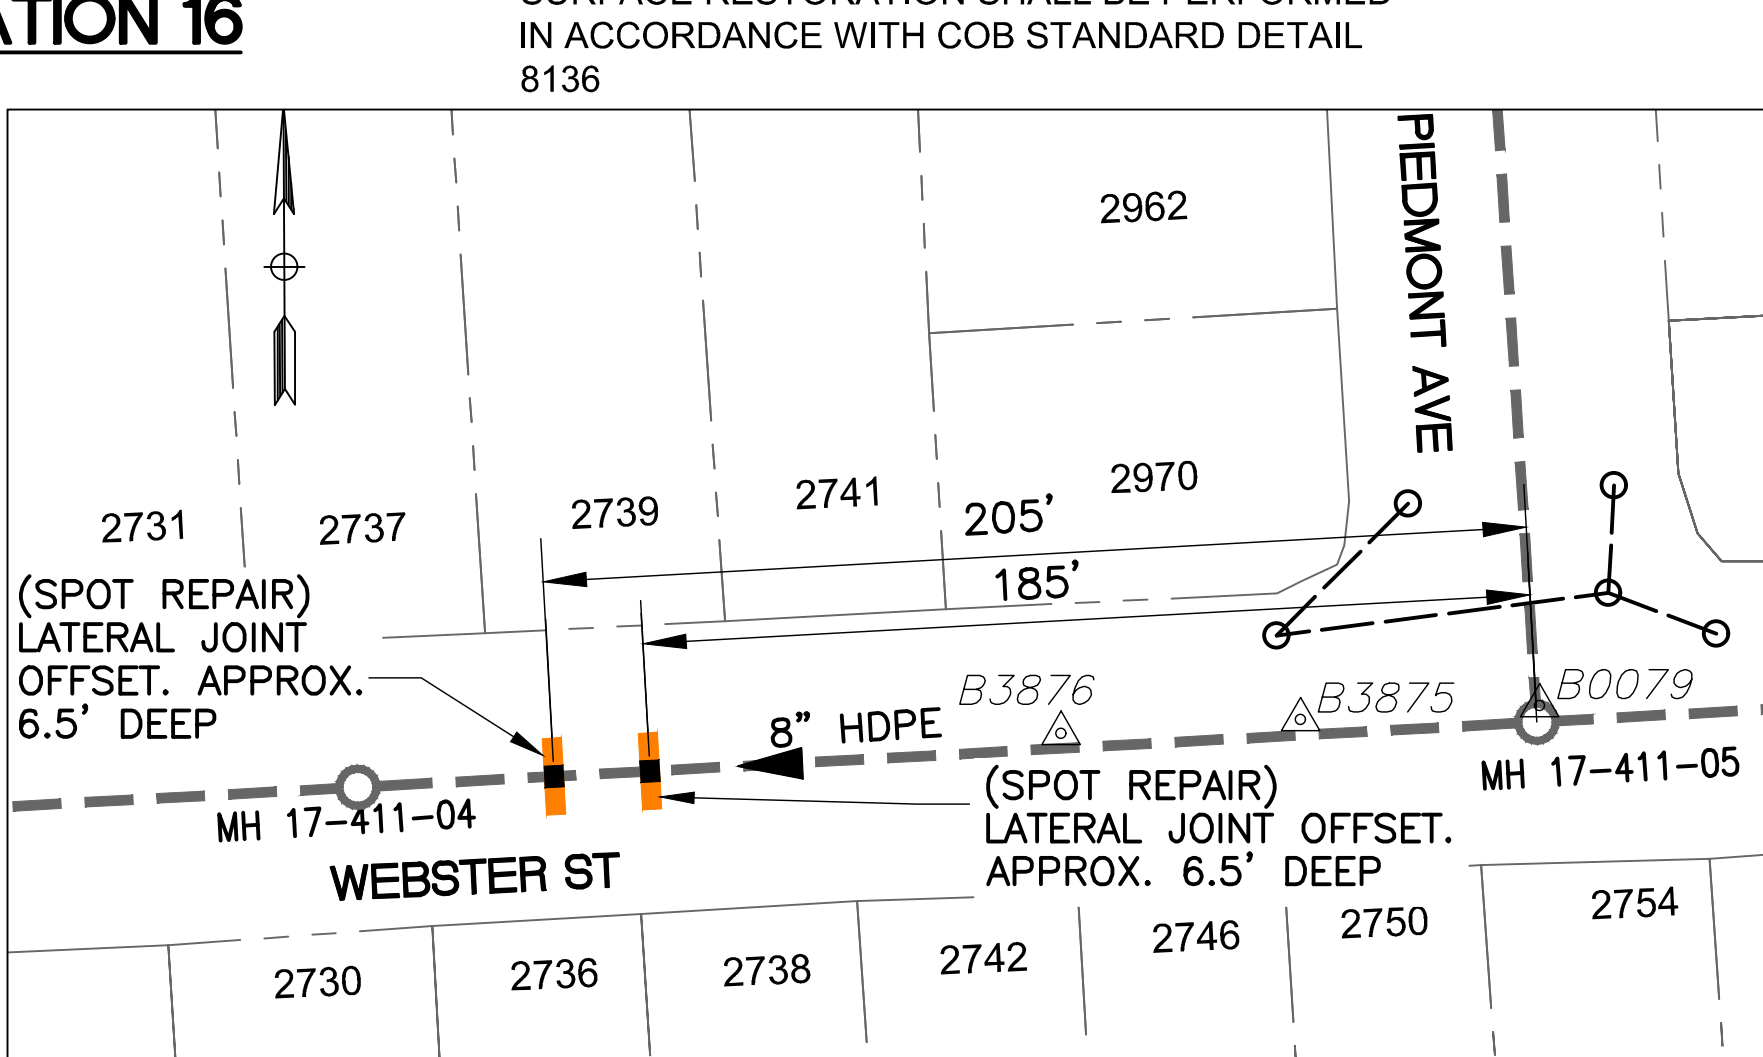 16
IN ACCORDANCE WITH COB STANDARD DETAIL
8136
PIEDMONT AVE
2962
2970
2741
2739
2737
2731
205’
185’
(SPOT REPAIR)
LATERAL JOINT
OFFSET. APPROX.
6.5’ DEEP
B3876
B3875
B0079
8” HDPE
MH 17-411-05
MH 17-411-04
(SPOT REPAIR)
LATERAL JOINT OFFSET.
APPROX. 6.5’ DEEP
WEBSTER ST
2730
2736
2738
2742
2746
2750
2754